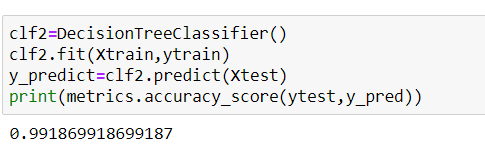 clf2=DecisionTreeClassifier()
clf2.fit(Xtrain,ytrain)
y_predict=clf2.predict(Xtest)
print(metrics.accuracy_score(ytest,y_pred))
0.991869918699187